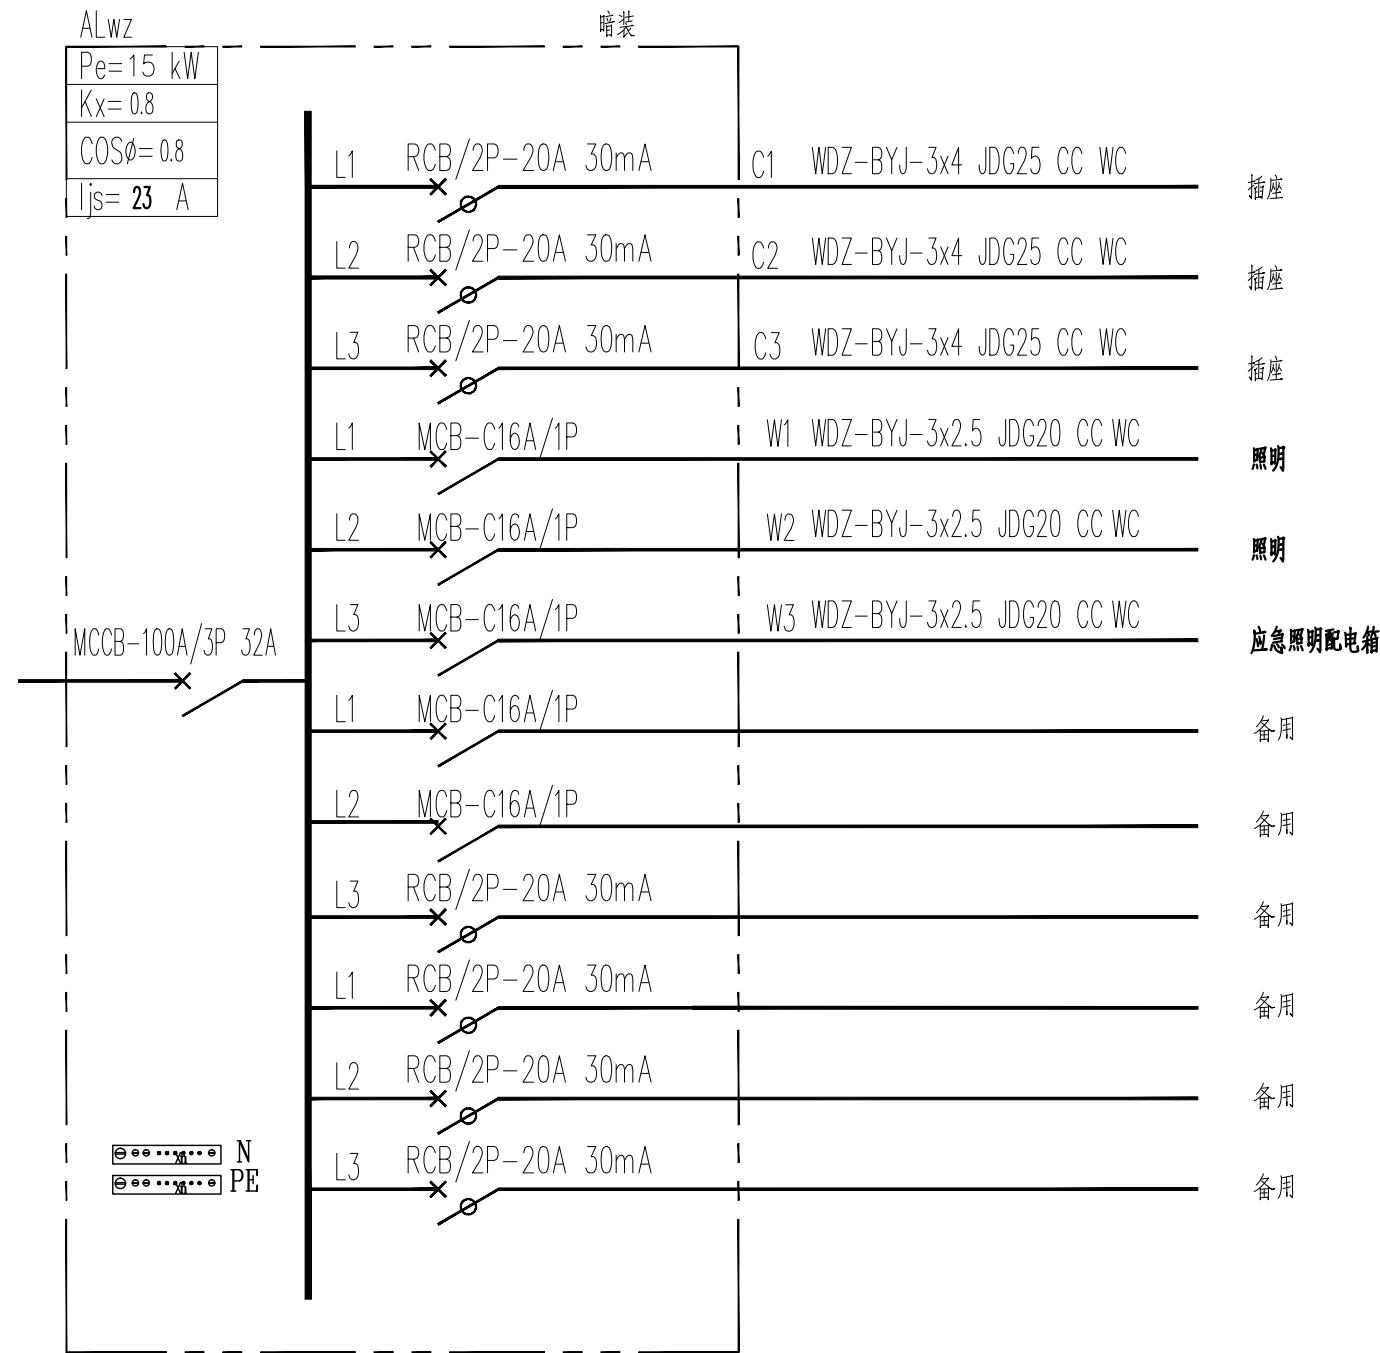 ALwz
暗装
Pe=15 kW
Kx=0.8
COSø=0.8
Ijs= 23 A
L1 RCB/2P-20A 30mA C1 WDZ-BYJ-3x4 JDG25 CC WC 插座
L2 RCB/2P-20A 30mA C2 WDZ-BYJ-3x4 JDG25 CC WC 插座
L3 RCB/2P-20A 30mA C3 WDZ-BYJ-3x4 JDG25 CC WC 插座
L1 MCB-C16A/1P W1 WDZ-BYJ-3x2.5 JDG20 CC WC 照明
L2 MCB-C16A/1P W2 WDZ-BYJ-3x2.5 JDG20 CC WC 照明
L3 MCB-C16A/1P W3 WDZ-BYJ-3x2.5 JDG20 CC WC 应急照明配电箱
MCCB-100A/3P 32A
L1 MCB-C16A/1P 备用
L2 MCB-C16A/1P 备用
L3 RCB/2P-20A 30mA 备用
L1 RCB/2P-20A 30mA 备用
L2 RCB/2P-20A 30mA 备用
L3 RCB/2P-20A 30mA 备用
N
PE